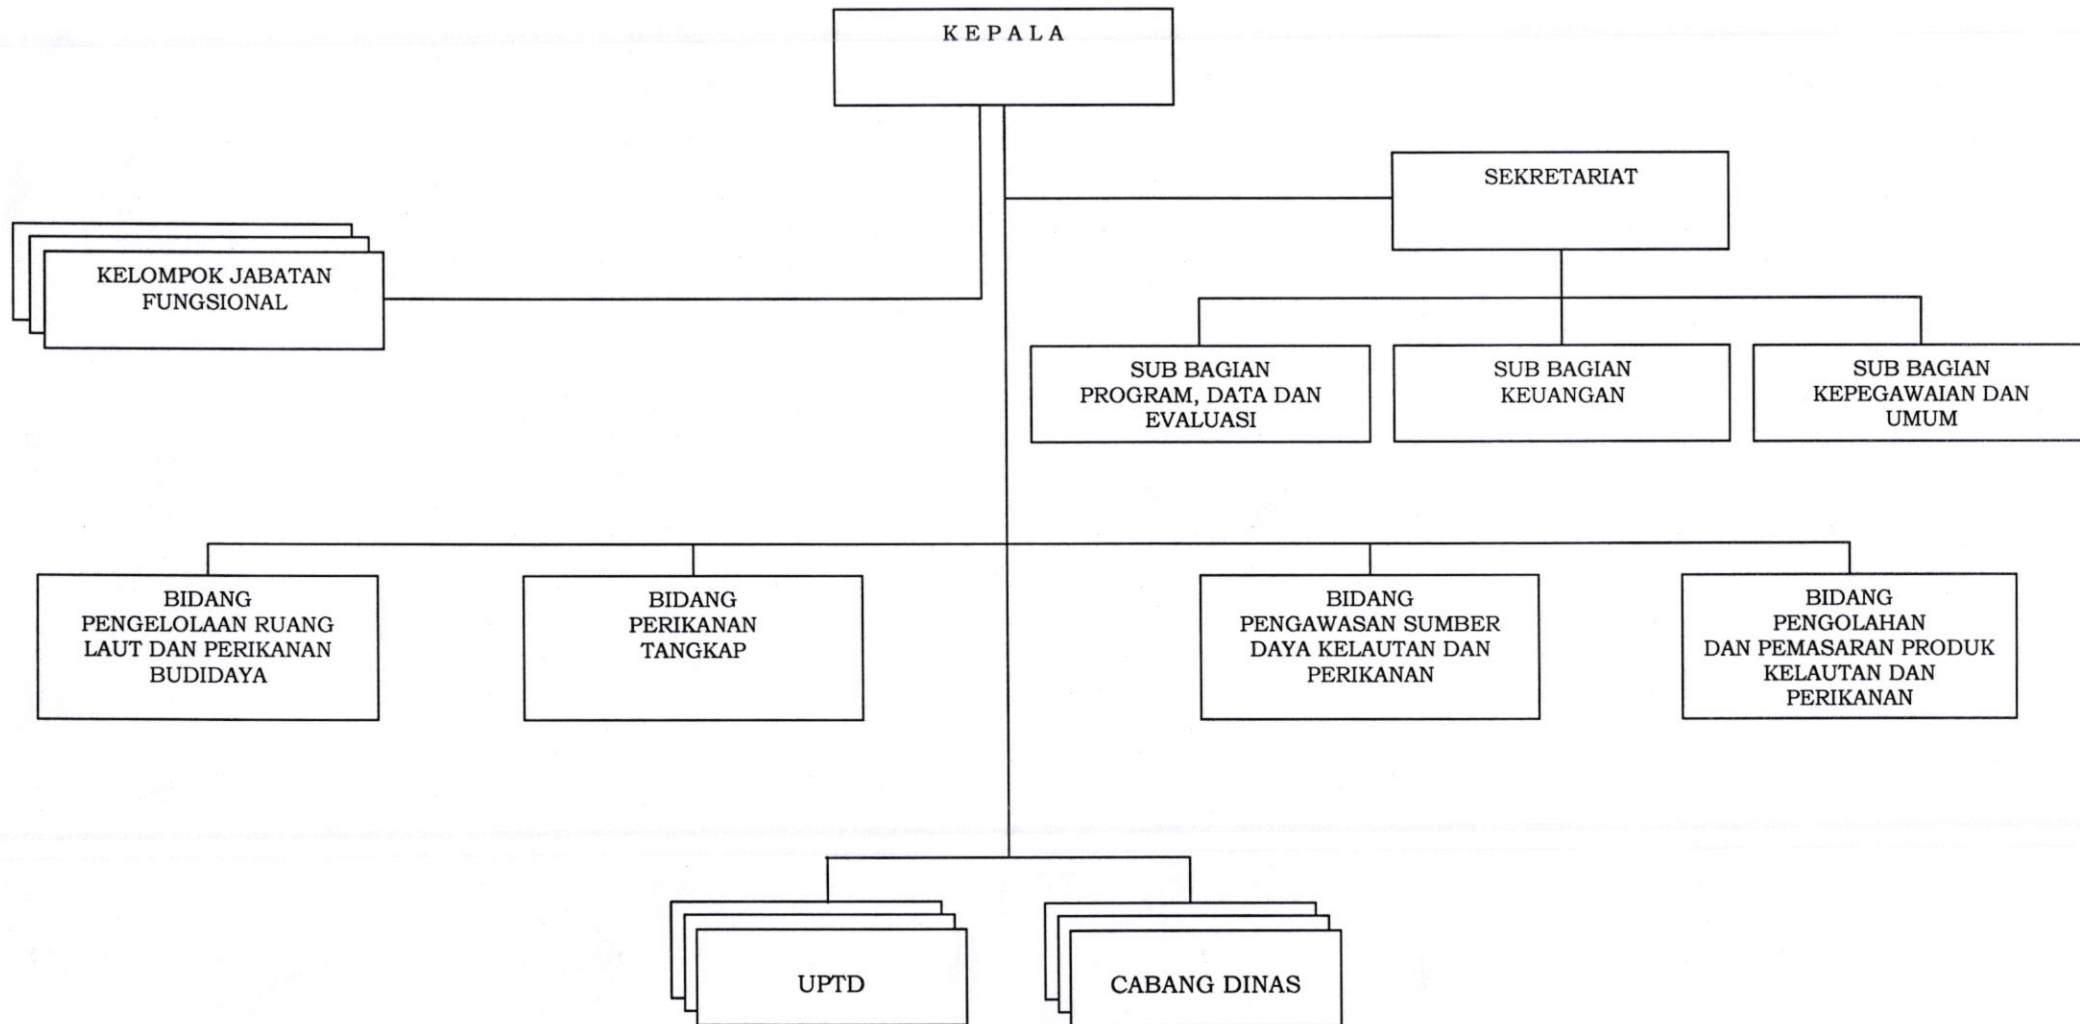 K E P A L A
SEKRETARIAT
KELOMPOK JABATAN
FUNGSIONAL
SUB BAGIAN
PROGRAM, DATA DAN
EVALUASI
SUB BAGIAN
KEUANGAN
SUB BAGIAN
KEPEGAWAIAN DAN
UMUM
BIDANG
PENGELOLAAN RUANG
LAUT DAN PERIKANAN
BUDIDAYA
BIDANG
PERIKANAN
TANGKAP
BIDANG
PENGAWASAN SUMBER
DAYA KELAUTAN DAN
PERIKANAN
BIDANG
PENGOLAHAN
DAN PEMASARAN PRODUK
KELAUTAN DAN
PERIKANAN
UPTD
CABANG DINAS